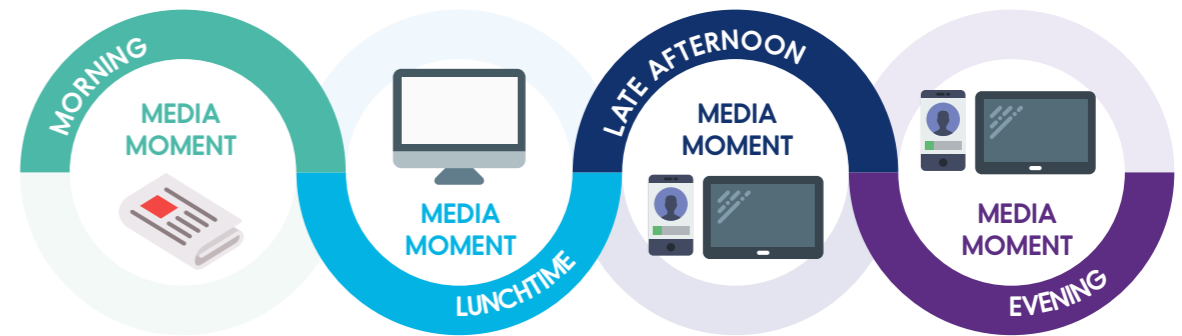 MORNING
MEDIA
MOMENT
MEDIA
MOMENT
LUNCHTIME
LATE AFTERNOON
MEDIA
MOMENT
MEDIA
MOMENT
EVENING